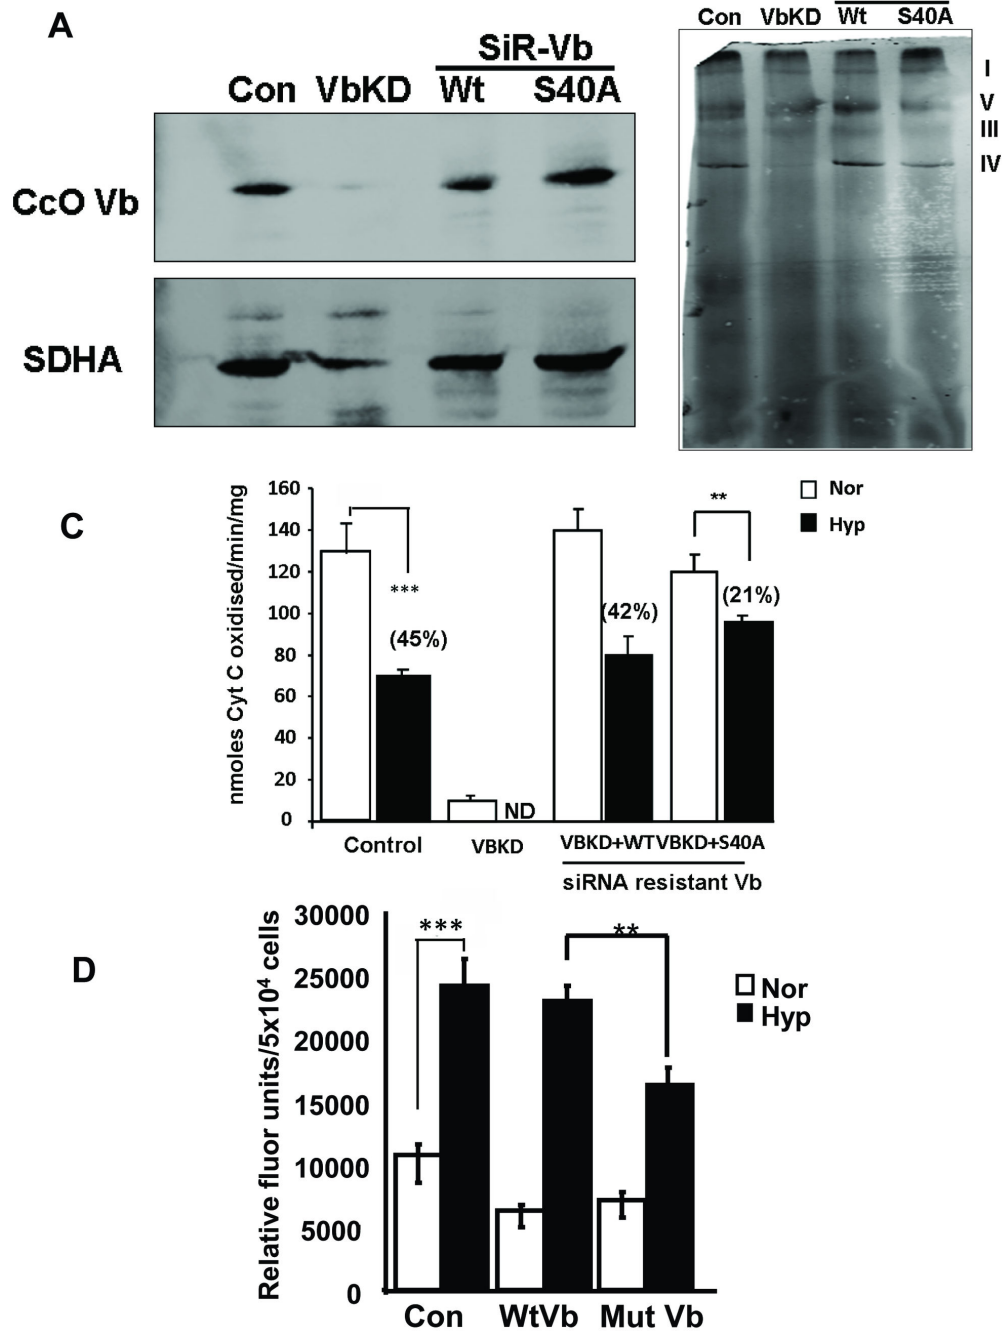 A
SiR-Vb
Con VbKD Wt S40A
CcO Vb
SDHA
Con VbKD Wt S40A
I
V
III
IV
C
nmoles Cyt C oxidised/min/mg
160
140
120
100
80
60
40
20
0
***
(45%)
ND
(42%)
**
(21%)
Nor
Hyp
Control VBKD VBKD+WT VBKD+S40A
siRNA resistant Vb
D
Relative fluor units/5x10⁴ cells
30000
25000
20000
15000
10000
5000
0
***
**
Nor
Hyp
Con WtVb Mut Vb